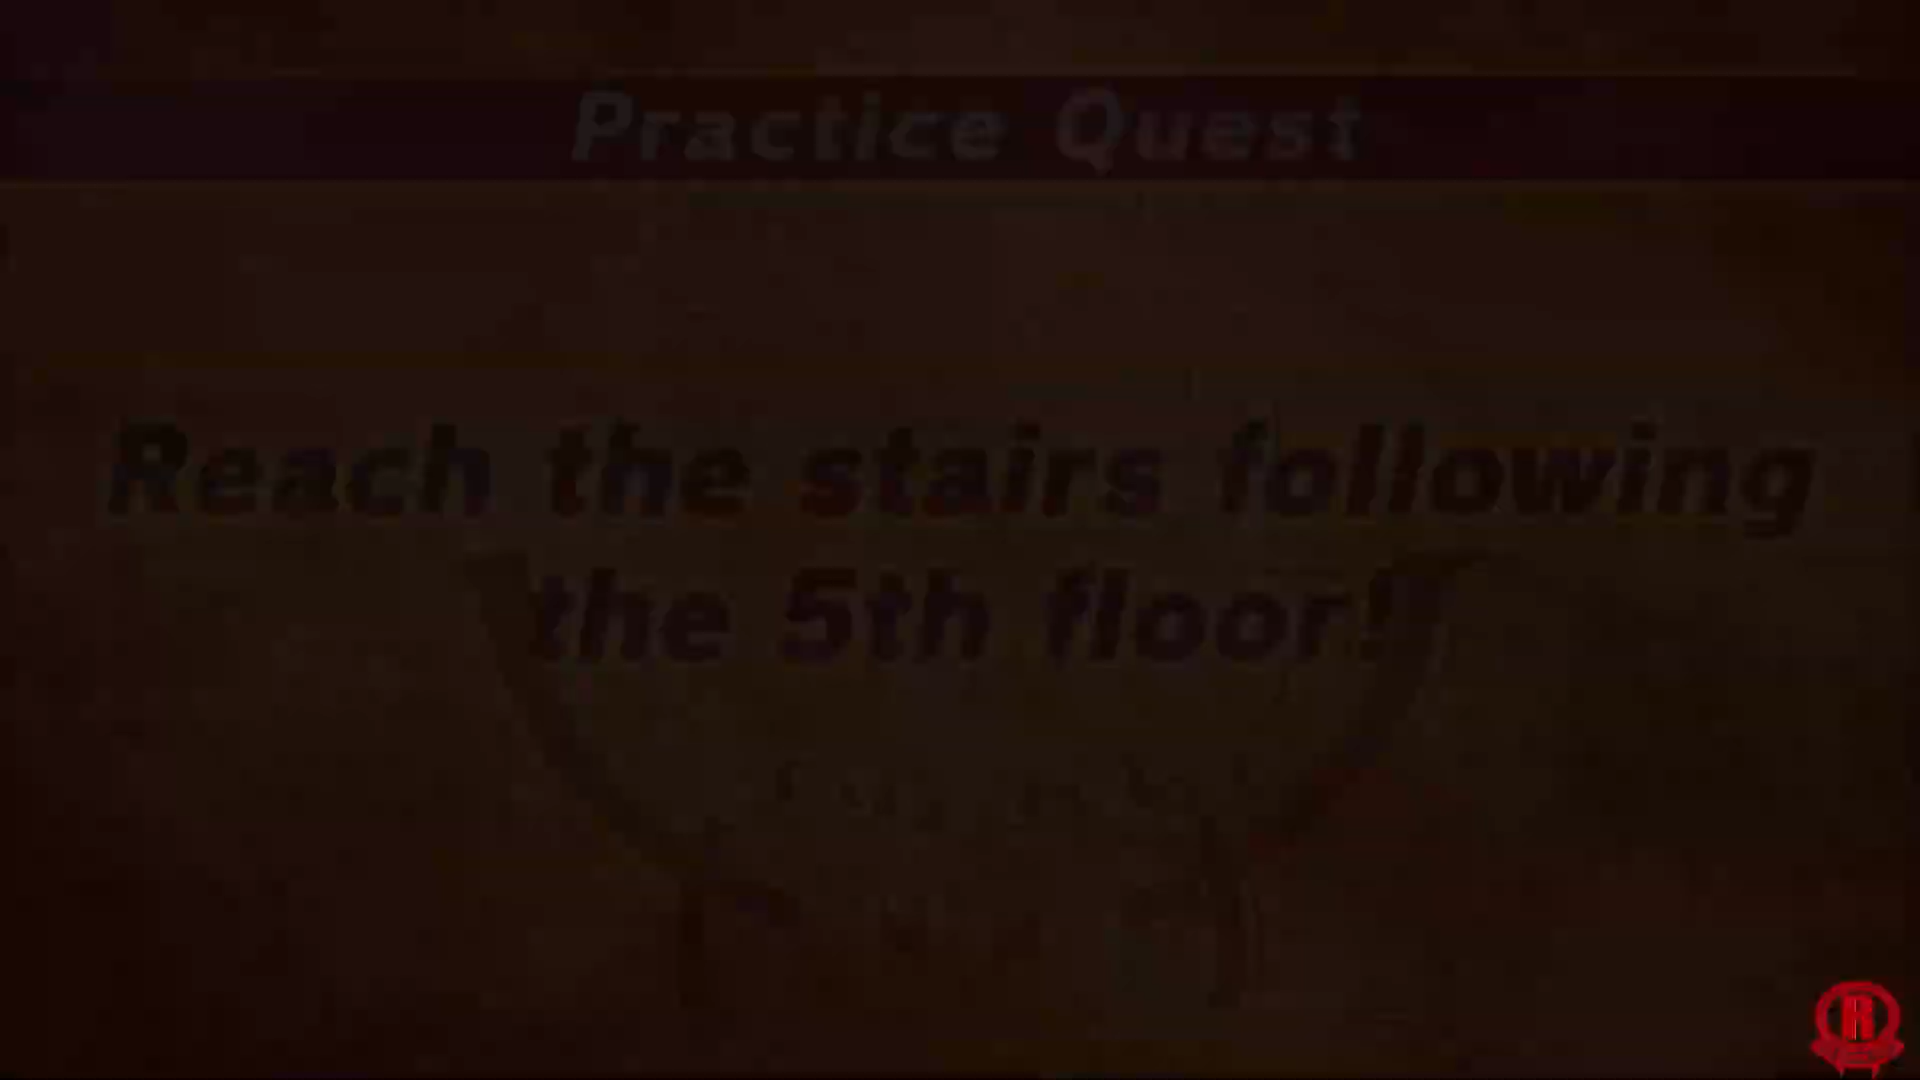 Practice Quest
Reach the stairs following
the 5th floor!
R